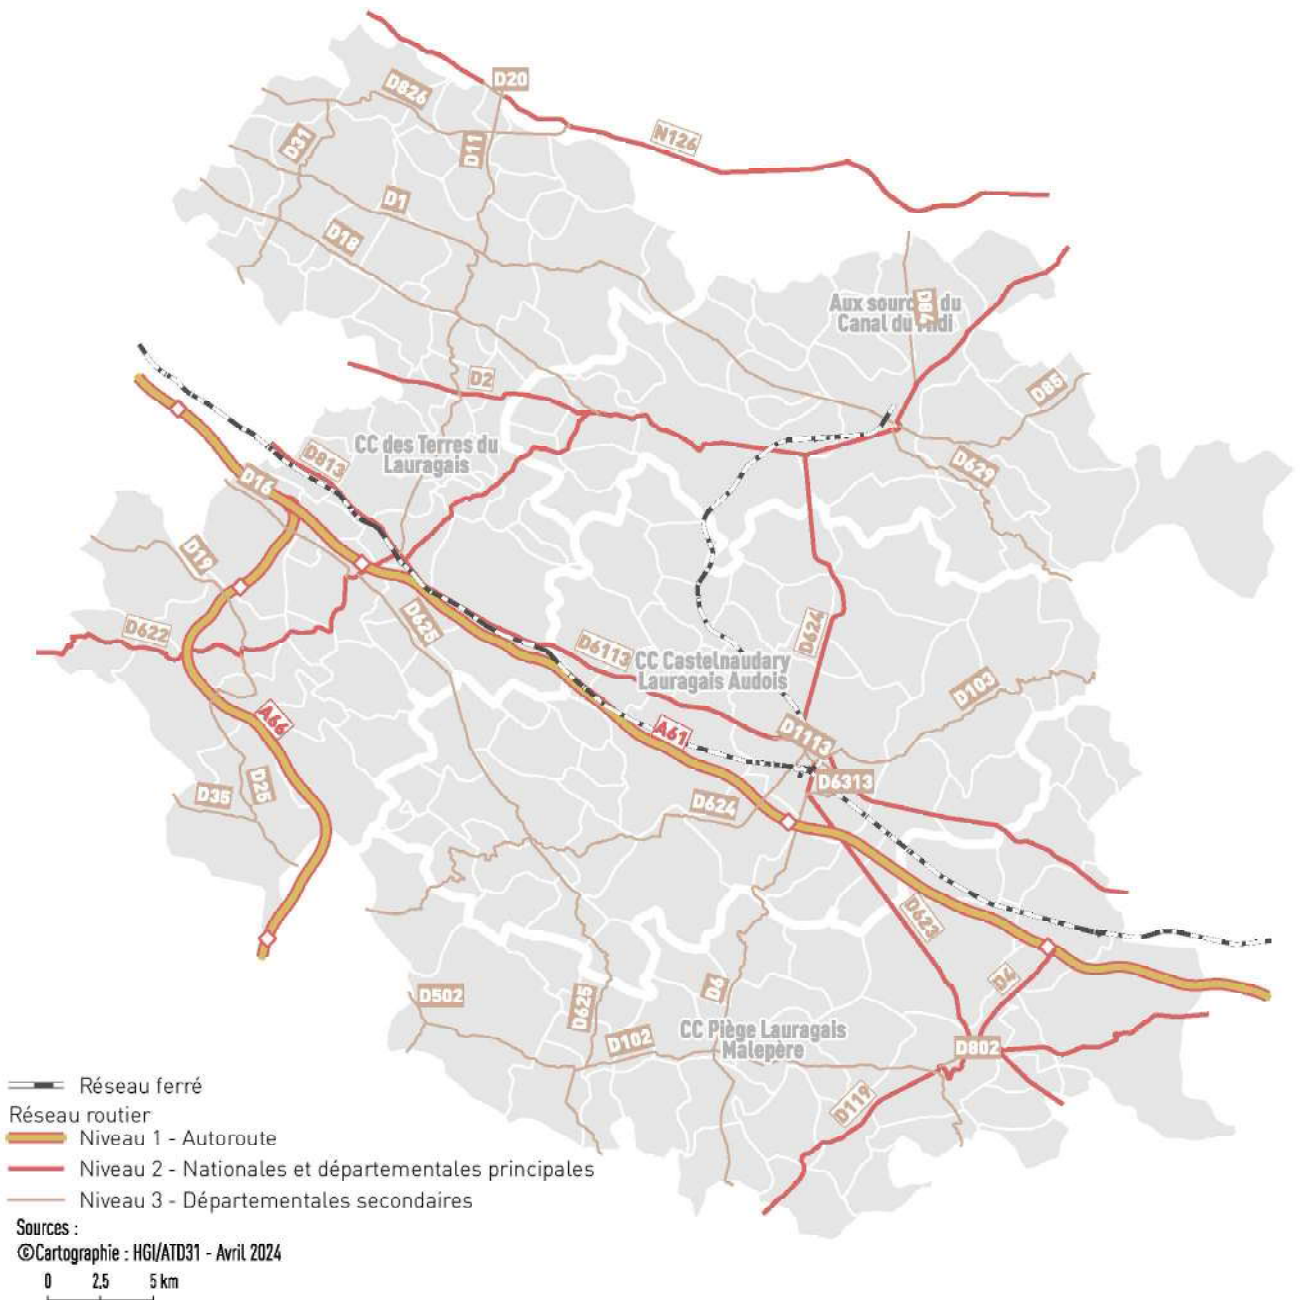 D20
D826
N126
D31
D11
D1
D18
D84
Aux sources du
Canal du Midi
D2
D85
CC des Terres du
Lauragais
D813
D16
D629
D19
D622
D625
D624
D6113
CC Castelnaudary
Lauragais Audois
D103
A66
A61
D1113
D6313
D25
D35
D624
D623
D4
D502
D625
D6
D102
CC Piège Lauragais
Malepère
D802
D119
Réseau ferré
Réseau routier
Niveau 1 - Autoroute
Niveau 2 - Nationales et départementales principales
Niveau 3 - Départementales secondaires
Sources :
©Cartographie : HGI/ATD31 - Avril 2024
0 2,5 5 km